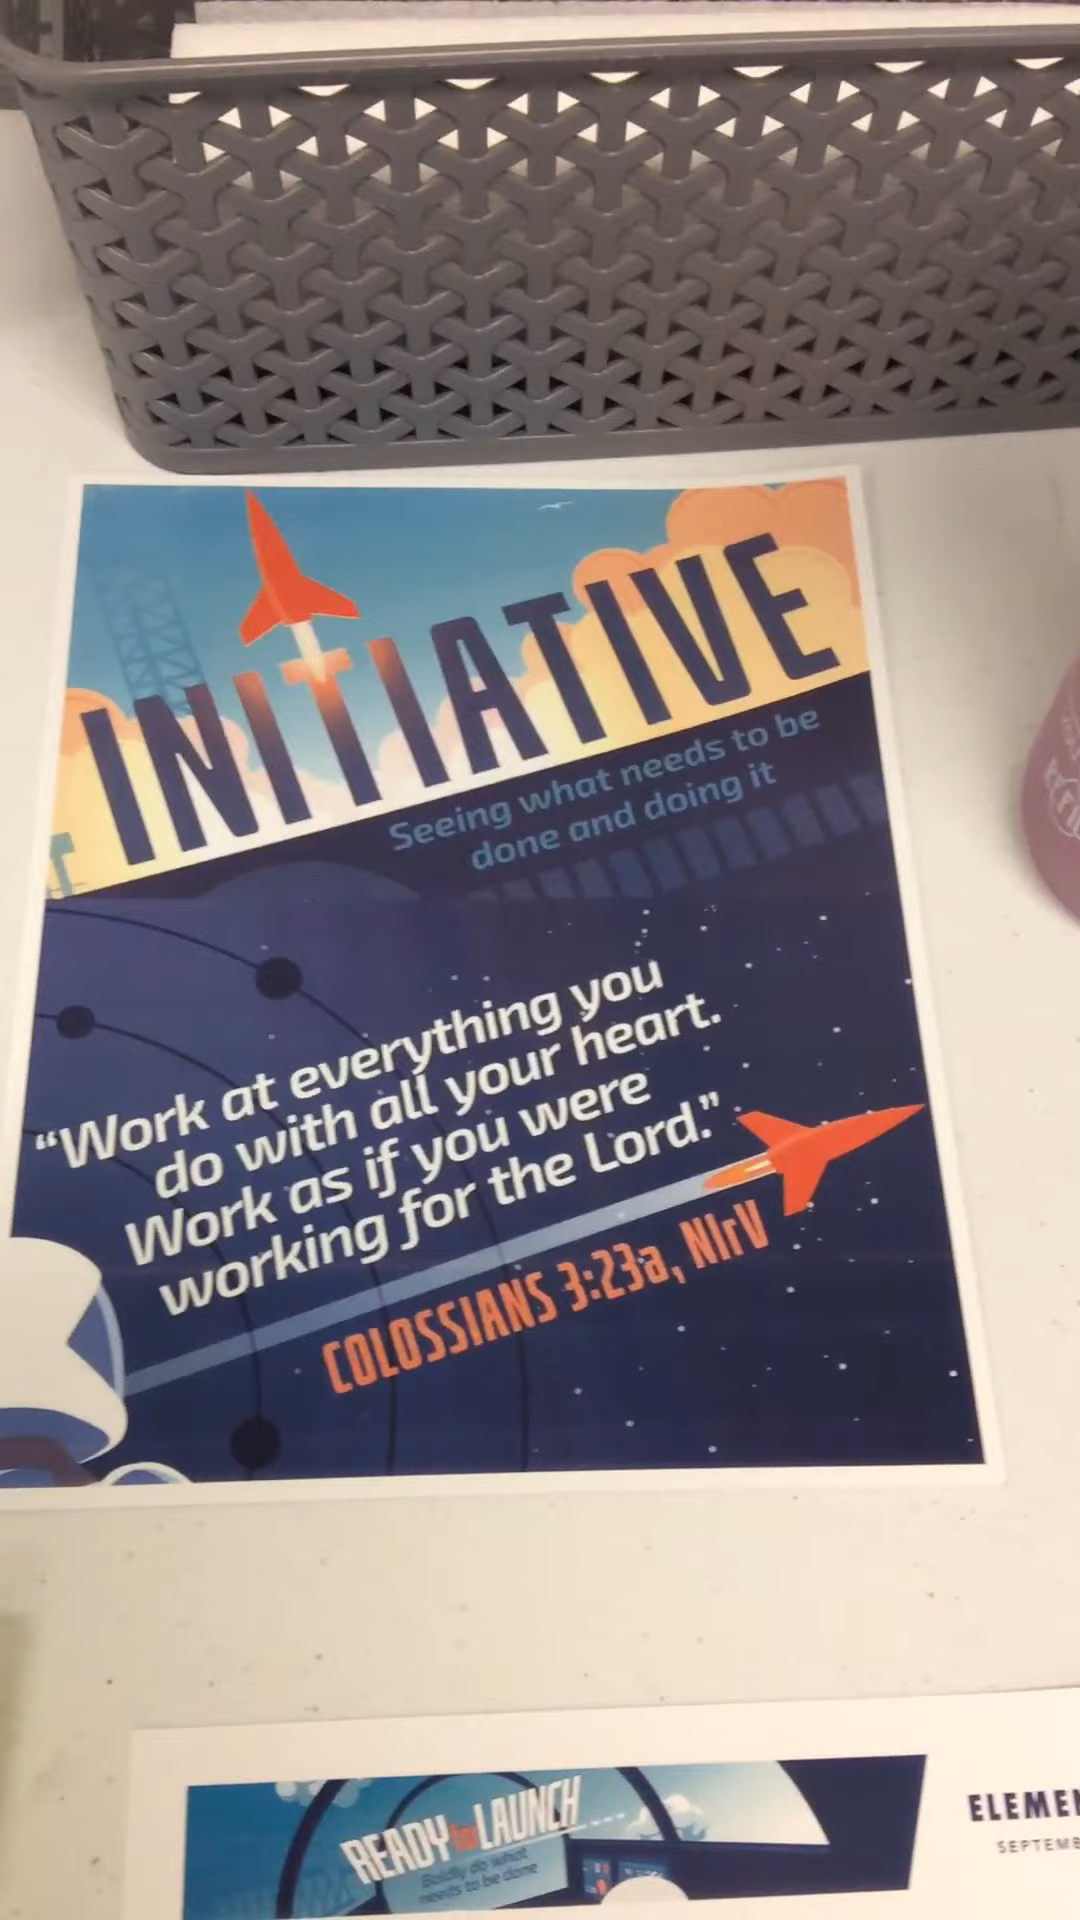 INITIATIVE
Seeing what needs to be
done and doing it
“Work at everything you
do with all your heart.
Work as if you were
working for the Lord.”
COLOSSIANS 3:23a, NIrV
READY for LAUNCH
Boldly do what
needs to be done
ELEMEN
SEPTEMB